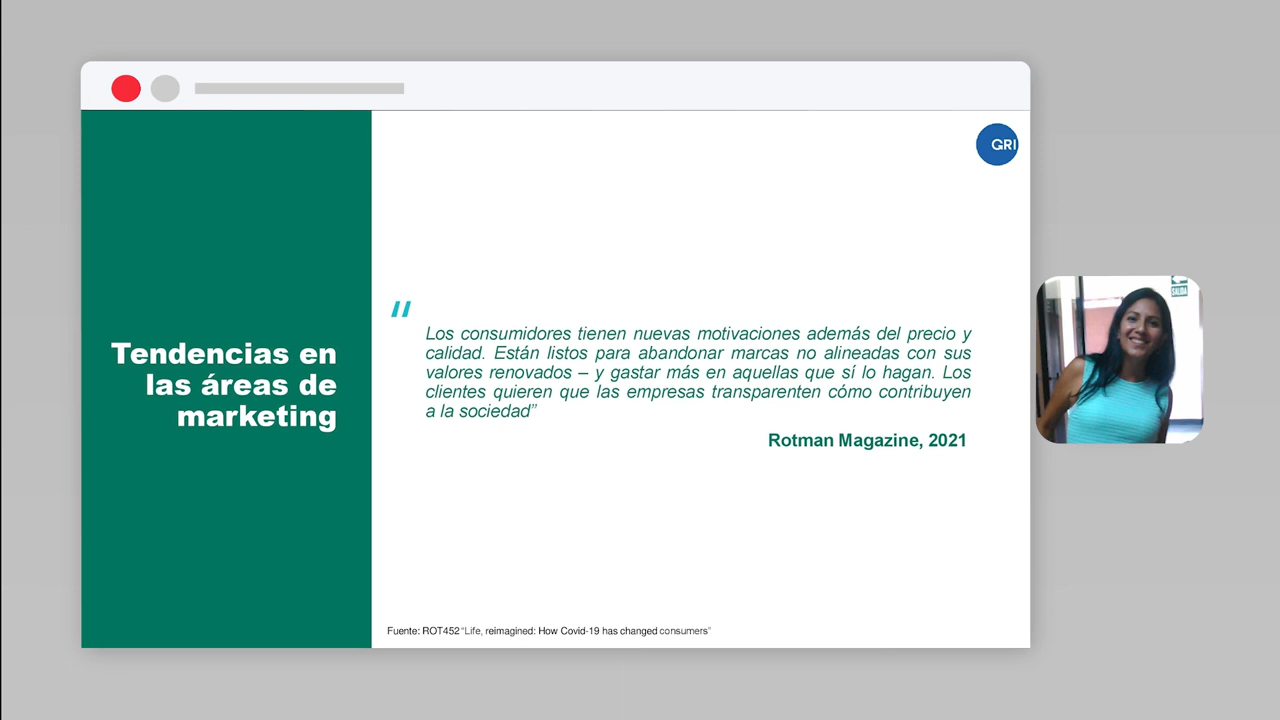 GRI
Tendencias en
las áreas de
marketing
“
Los consumidores tienen nuevas motivaciones además del precio y
calidad. Están listos para abandonar marcas no alineadas con sus
valores renovados – y gastar más en aquellas que sí lo hagan. Los
clientes quieren que las empresas transparenten cómo contribuyen
a la sociedad”
Rotman Magazine, 2021
Fuente: ROT452 “Life, reimagined: How Covid-19 has changed consumers”
SALIDA